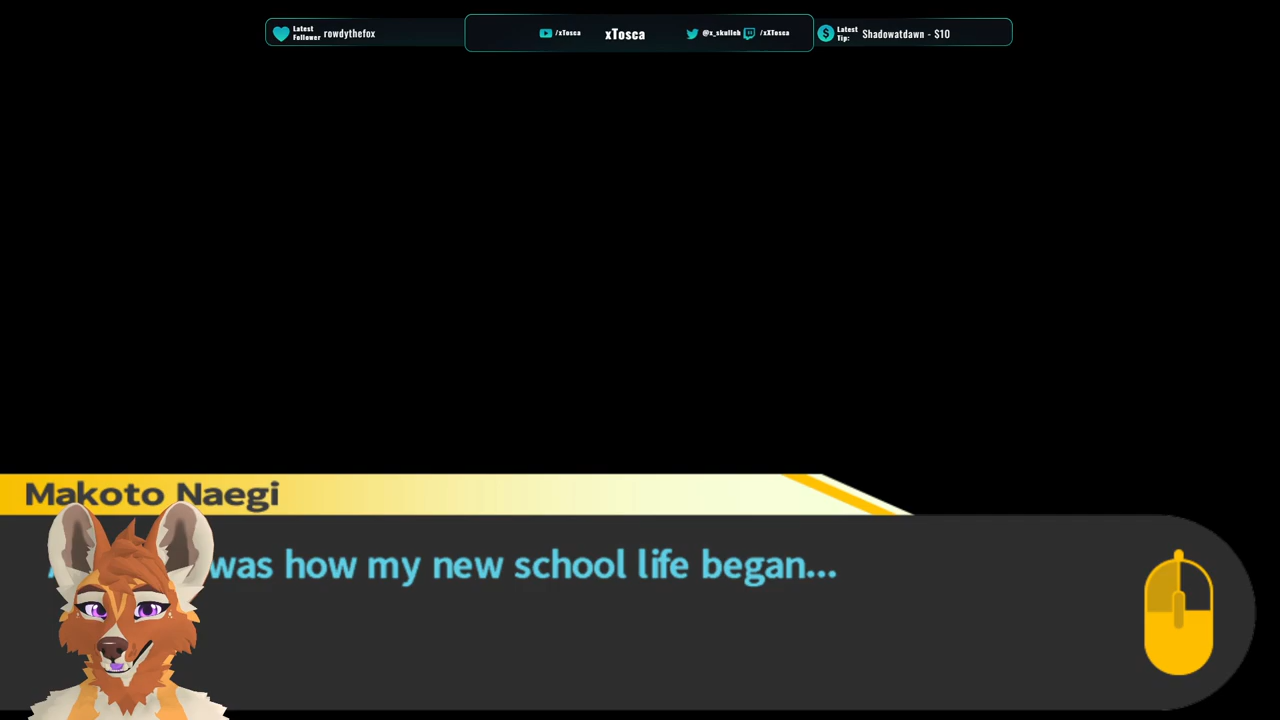 Latest
Follower
rowdythefox
/xTosca
xTosca
@x_skulleh
/xXTosca
Latest
Tip:
Shadowatdawn - $10
Makoto Naegi
was how my new school life began...